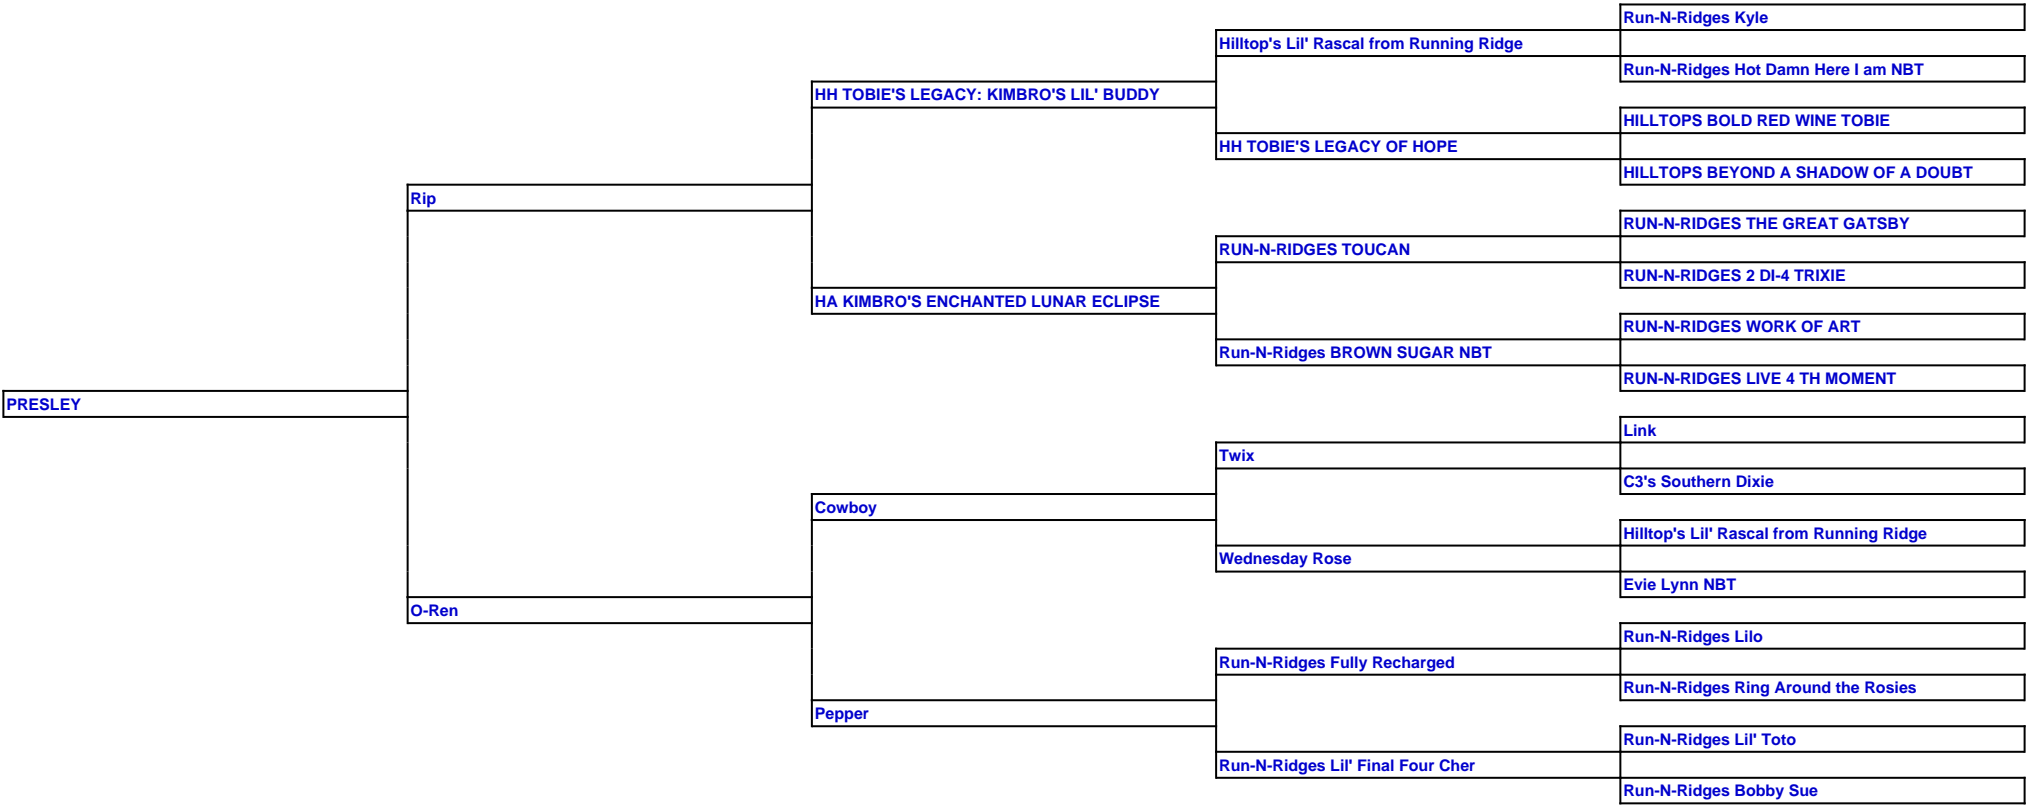 Run-N-Ridges Kyle
Hilltop's Lil' Rascal from Running Ridge
Run-N-Ridges Hot Damn Here I am NBT
HH TOBIE'S LEGACY: KIMBRO'S LIL' BUDDY
HILLTOPS BOLD RED WINE TOBIE
HH TOBIE'S LEGACY OF HOPE
HILLTOPS BEYOND A SHADOW OF A DOUBT
Rip
RUN-N-RIDGES THE GREAT GATSBY
RUN-N-RIDGES TOUCAN
RUN-N-RIDGES 2 DI-4 TRIXIE
HA KIMBRO'S ENCHANTED LUNAR ECLIPSE
RUN-N-RIDGES WORK OF ART
Run-N-Ridges BROWN SUGAR NBT
RUN-N-RIDGES LIVE 4 TH MOMENT
PRESLEY
Link
Twix
C3's Southern Dixie
Cowboy
Hilltop's Lil' Rascal from Running Ridge
Wednesday Rose
Evie Lynn NBT
O-Ren
Run-N-Ridges Lilo
Run-N-Ridges Fully Recharged
Run-N-Ridges Ring Around the Rosies
Pepper
Run-N-Ridges Lil' Toto
Run-N-Ridges Lil' Final Four Cher
Run-N-Ridges Bobby Sue